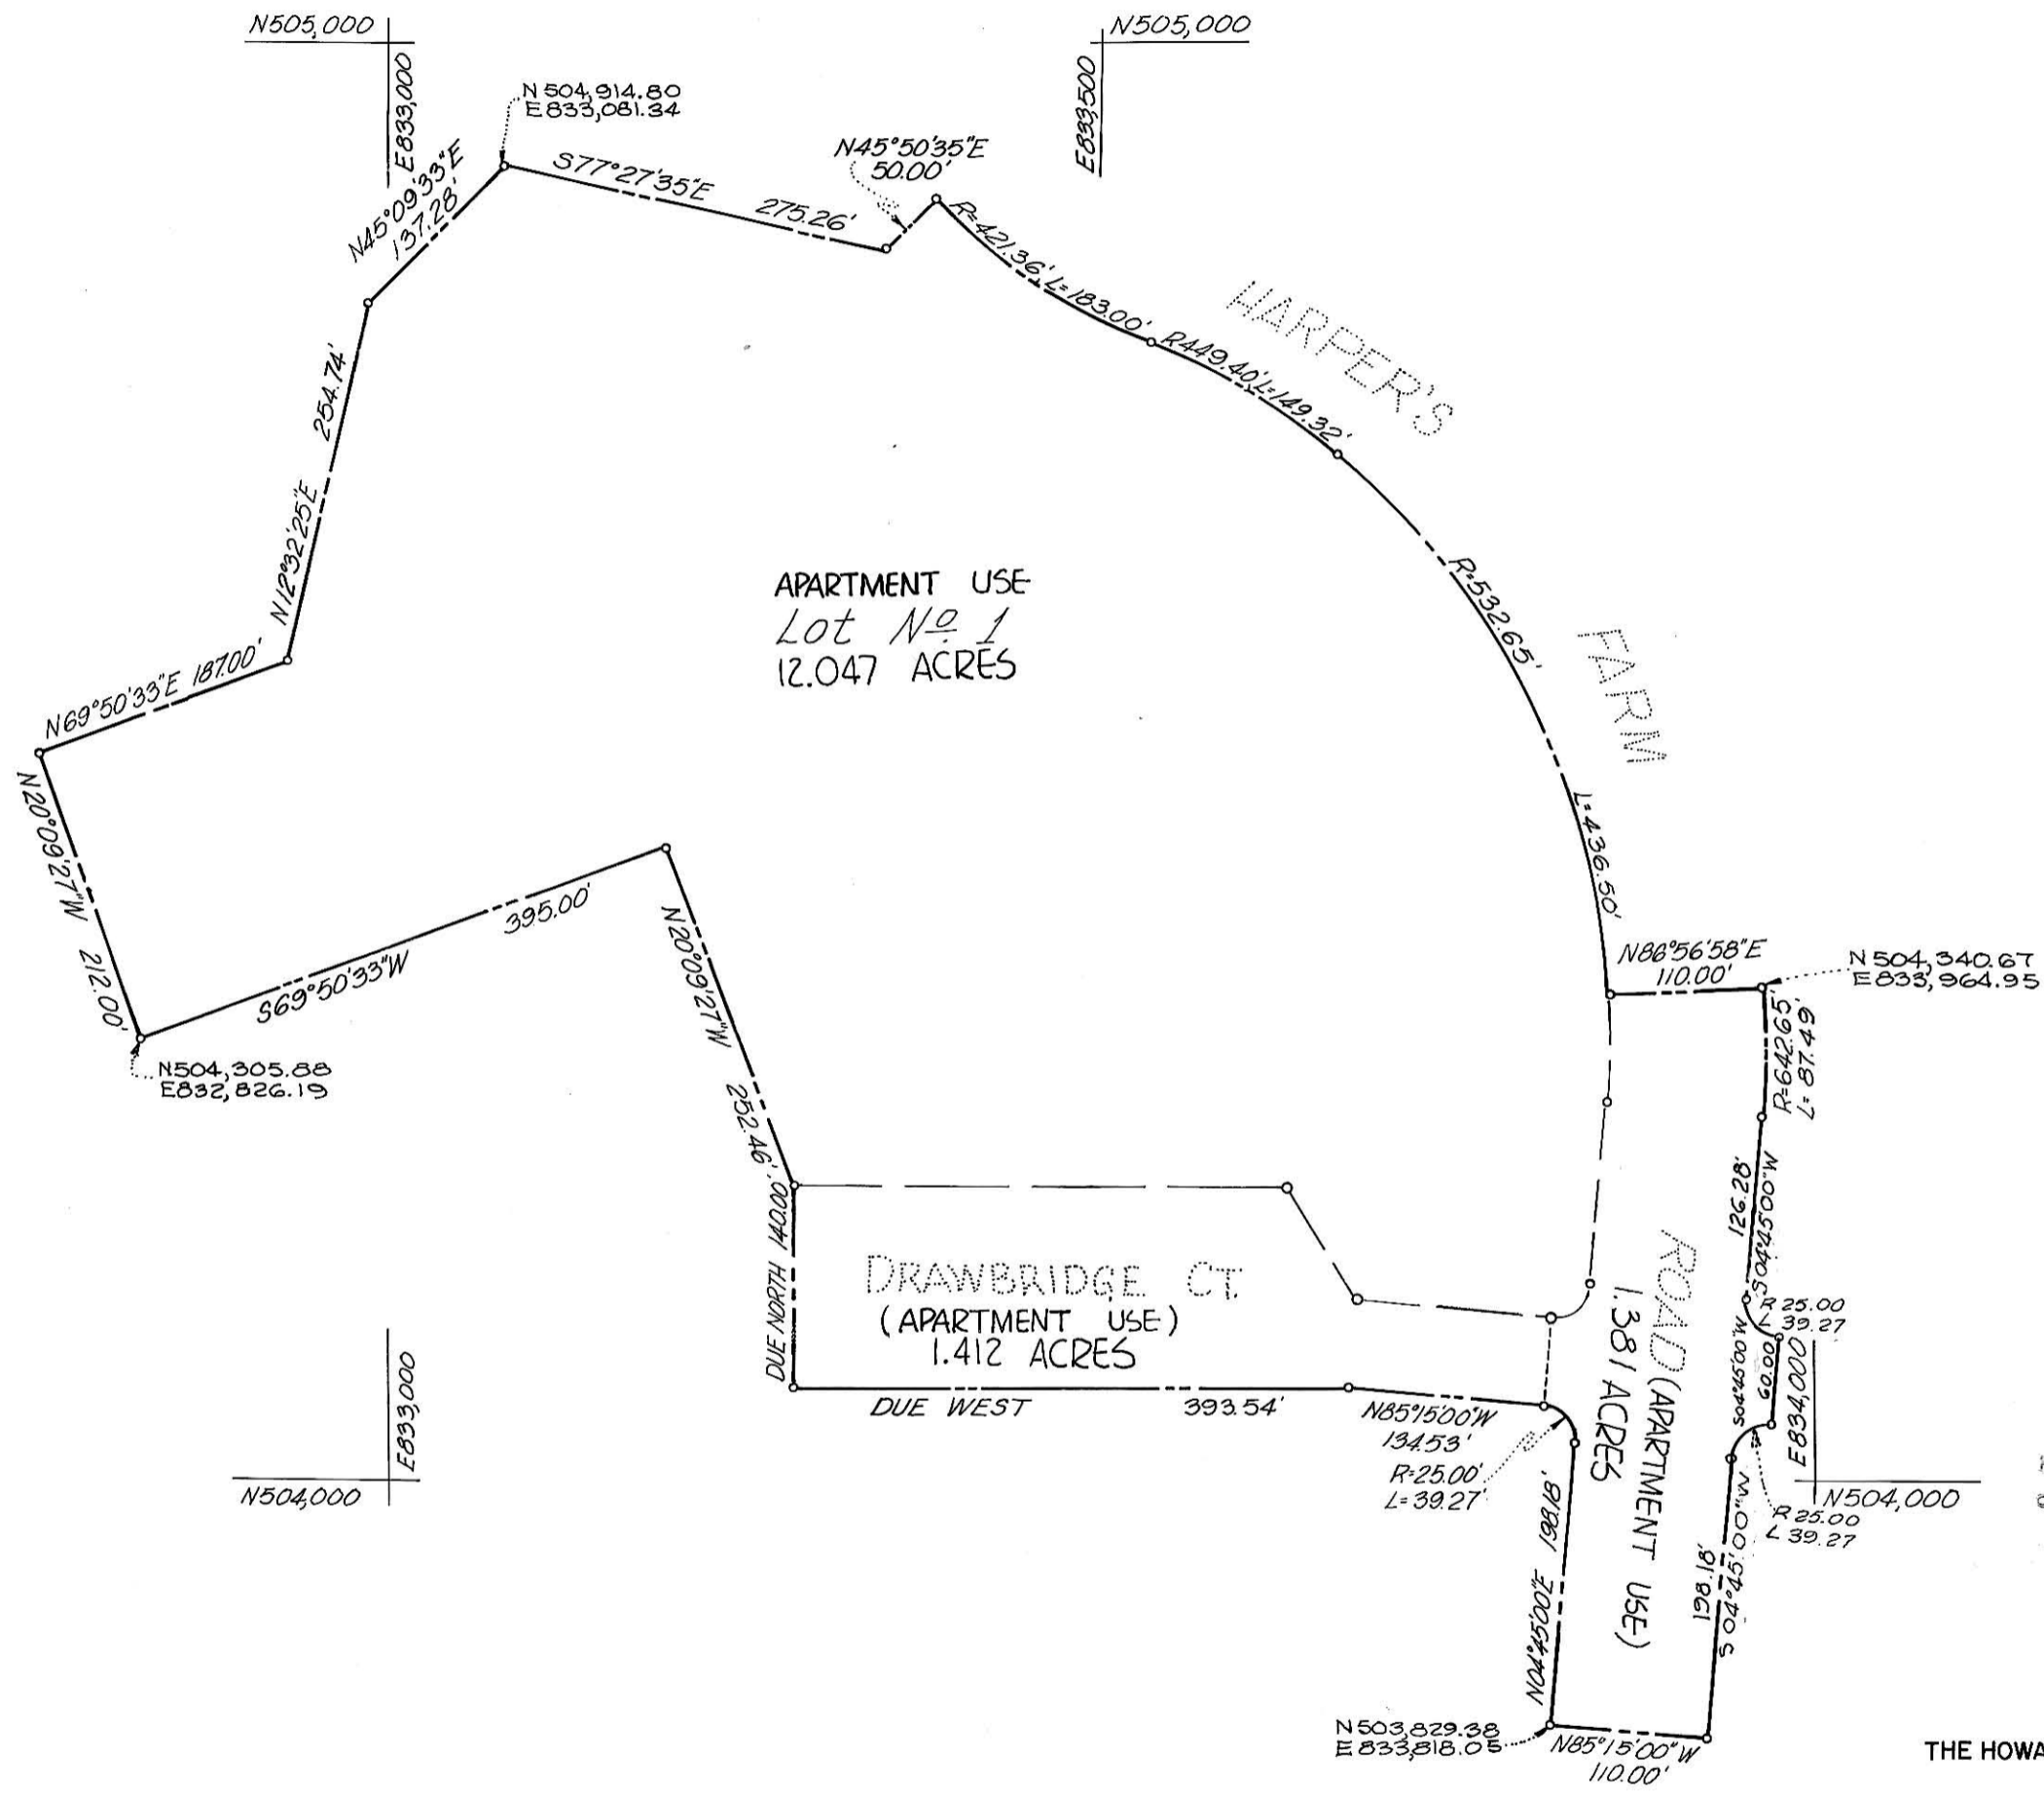 N505,000
E833,000
N505,000
E833,500
N 504,914.80
E833,081.34
N45°09'33"E
137.28'
S77°27'35"E 275.26'
N45°50'35"E
50.00'
R=421.36' L=183.00'
R449.40' L=149.32'
HARPER'S
FARM
R=532.65'
L=436.50'
N12°32'25"E 254.74'
APARTMENT USE
Lot Nº 1
12.047 ACRES
N69°50'33"E 187.00'
N20°09'27"W 212.00'
S69°50'33"W 395.00'
N504,305.88
E832,826.19
N20°09'27"W 252.46'
N86°56'58"E
110.00'
N 504,340.67
E833,964.95
R=642.65'
L= 87.49'
126.28'
S04°45'00"W
DUE NORTH 140.00'
DRAWBRIDGE CT.
(APARTMENT USE)
1.412 ACRES
ROAD (APARTMENT USE)
1.381 ACRES
R 25.00
L 39.27
S04°45'00"W
60.00
E834,000
N504,000
R 25.00
L 39.27
DUE WEST 393.54'
N85°15'00"W
134.53'
R=25.00'
L=39.27'
E833,000
N504,000
N04°45'00"E 198.18'
198.18'
S 04°45'00"W
N 503,829.38
E 833,818.05
N85°15'00"W
110.00'
THE HOWA